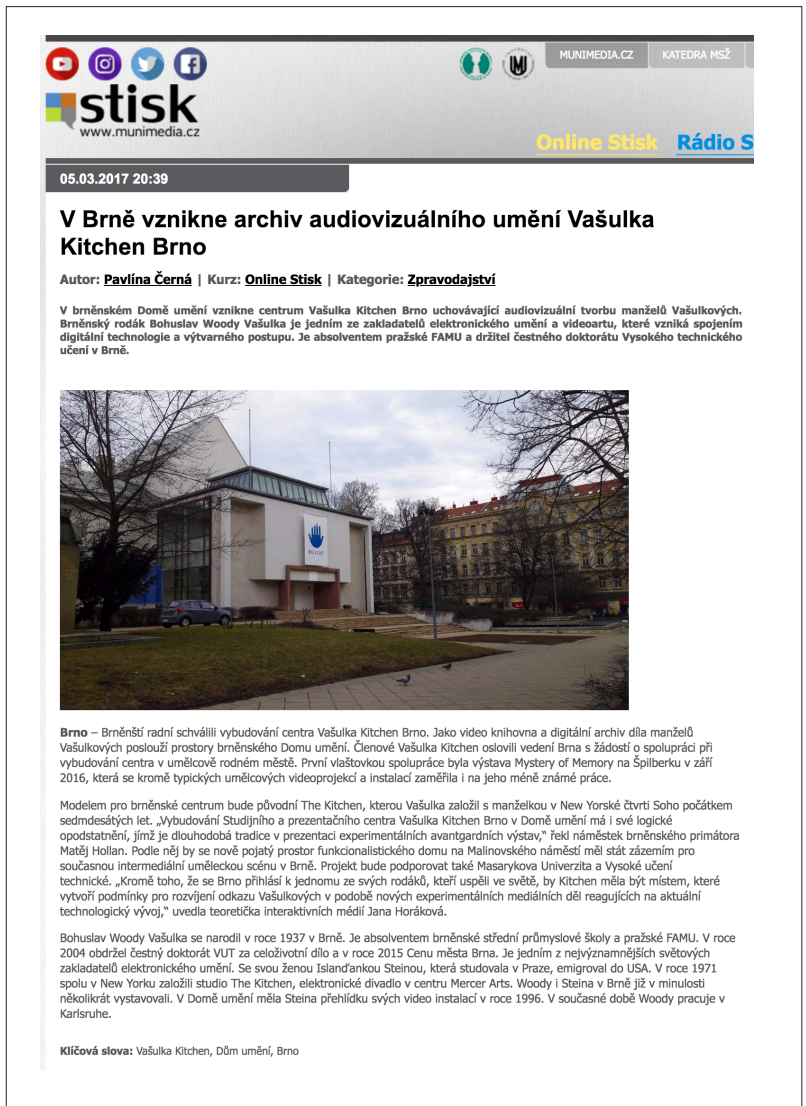 MUNIMEDIA.CZ
KATEDRA MSŽ
stisk
www.munimedia.cz
Online Stisk
Rádio S
05.03.2017 20:39
V Brně vznikne archiv audiovizuálního umění Vašulka
Kitchen Brno
Autor: Pavlína Černá | Kurz: Online Stisk | Kategorie: Zpravodajství
V brněnském Domě umění vznikne centrum Vašulka Kitchen Brno uchovávající audiovizuální tvorbu manželů Vašulkových.
Brněnský rodák Bohuslav Woody Vašulka je jedním ze zakladatelů elektronického umění a videoartu, které vzniká spojením
digitální technologie a výtvarného postupu. Je absolventem pražské FAMU a držitel čestného doktorátu Vysokého technického
učení v Brně.
Brno – Brněnští radní schválili vybudování centra Vašulka Kitchen Brno. Jako video knihovna a digitální archiv díla manželů
Vašulkových poslouží prostory brněnského Domu umění. Členové Vašulka Kitchen oslovili vedení Brna s žádostí o spolupráci při
vybudování centra v umělcově rodném městě. První vlaštovkou spolupráce byla výstava Mystery of Memory na Špilberku v září
2016, která se kromě typických umělcových videoprojekcí a instalací zaměřila i na jeho méně známé práce.
Modelem pro brněnské centrum bude původní The Kitchen, kterou Vašulka založil s manželkou v New Yorské čtvrti Soho počátkem
sedmdesátých let. „Vybudování Studijního a prezentačního centra Vašulka Kitchen Brno v Domě umění má i své logické
opodstatnění, jímž je dlouhodobá tradice v prezentaci experimentálních avantgardních výstav,“ řekl náměstek brněnského primátora
Matěj Hollan. Podle něj by se nově pojatý prostor funkcionalistického domu na Malinovského náměstí měl stát zázemím pro
současnou intermediální uměleckou scénu v Brně. Projekt bude podporovat také Masarykova Univerzita a Vysoké učení
technické. „Kromě toho, že se Brno přihlásí k jednomu ze svých rodáků, kteří uspěli ve světě, by Kitchen měla být místem, které
vytvoří podmínky pro rozvíjení odkazu Vašulkových v podobě nových experimentálních mediálních děl reagujících na aktuální
technologický vývoj,“ uvedla teoretička interaktivních médií Jana Horáková.
Bohuslav Woody Vašulka se narodil v roce 1937 v Brně. Je absolventem brněnské střední průmyslové školy a pražské FAMU. V roce
2004 obdržel čestný doktorát VUT za celoživotní dílo a v roce 2015 Cenu města Brna. Je jedním z nejvýznamnějších světových
zakladatelů elektronického umění. Se svou ženou Islanďankou Steinou, která studovala v Praze, emigroval do USA. V roce 1971
spolu v New Yorku založili studio The Kitchen, elektronické divadlo v centru Mercer Arts. Woody i Steina v Brně již v minulosti
několikrát vystavovali. V Domě umění měla Steina přehlídku svých video instalací v roce 1996. V současné době Woody pracuje v
Karlsruhe.
Klíčová slova: Vašulka Kitchen, Dům umění, Brno